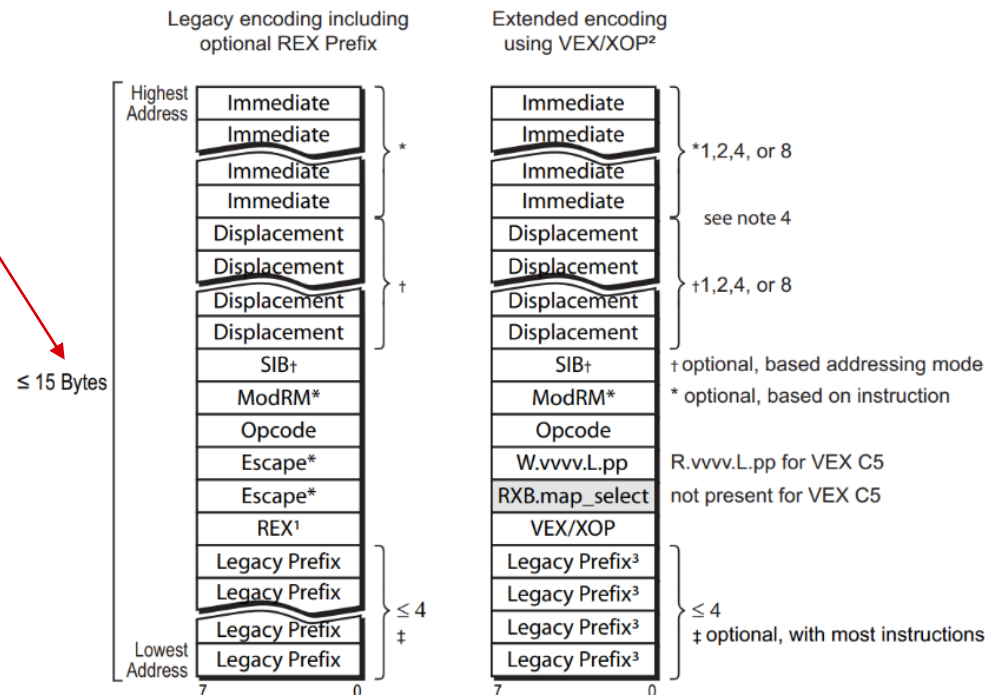 Legacy encoding including
optional REX Prefix
Extended encoding
using VEX/XOP²
Highest
Address
Immediate
Immediate
Immediate
Immediate
*
Displacement
Displacement
Displacement
Displacement
†
SIB†
ModRM*
Opcode
Escape*
Escape*
REX¹
Legacy Prefix
Legacy Prefix
Legacy Prefix
Legacy Prefix
≤ 4
‡
Lowest
Address
7 0
≤ 15 Bytes
Immediate
Immediate
Immediate
Immediate
*1,2,4, or 8
see note 4
Displacement
Displacement
Displacement
Displacement
†1,2,4, or 8
SIB†
† optional, based addressing mode
ModRM*
* optional, based on instruction
Opcode
W.vvvv.L.pp
R.vvvv.L.pp for VEX C5
RXB.map_select
not present for VEX C5
VEX/XOP
Legacy Prefix³
Legacy Prefix³
Legacy Prefix³
Legacy Prefix³
≤ 4
‡ optional, with most instructions
7 0